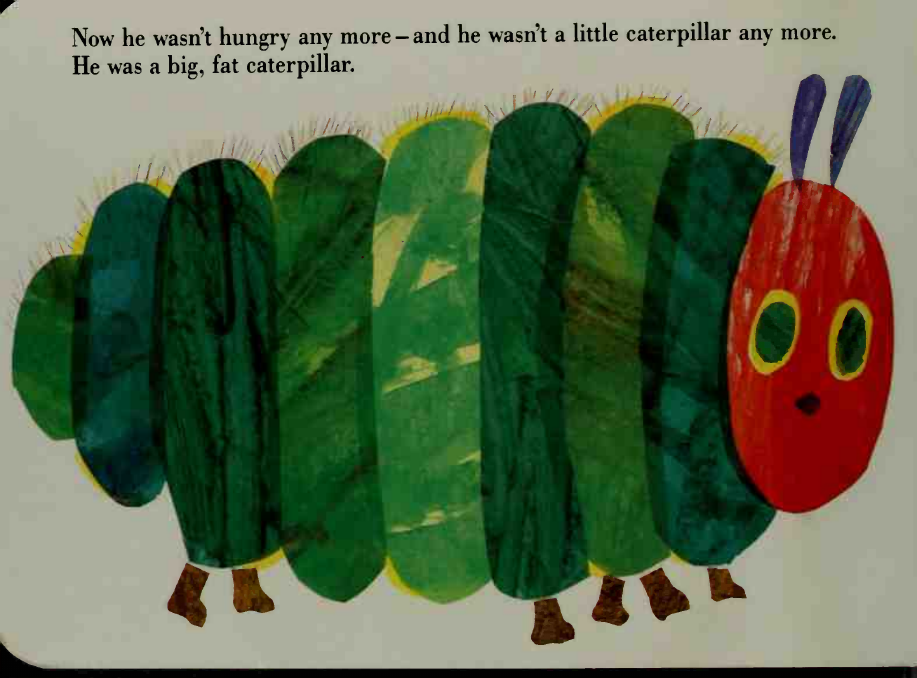 Now he wasn't hungry any more – and he wasn't a little caterpillar any more.
He was a big, fat caterpillar.